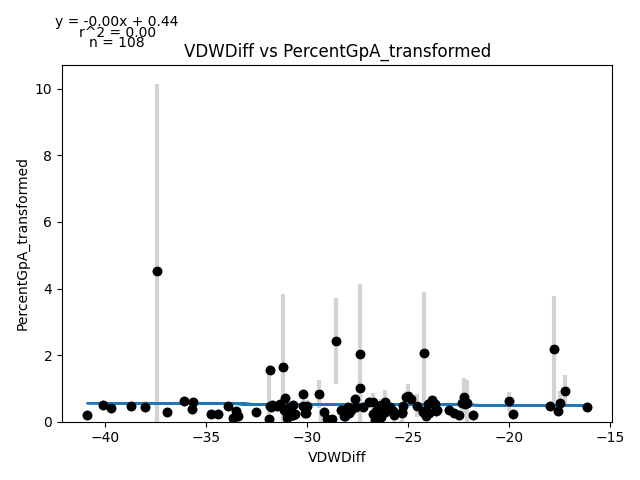 y = -0.00x + 0.44
r^2 = 0.00
n = 108
VDWDiff vs PercentGpA_transformed
PercentGpA_transformed
10
8
6
4
2
0
−40 −35 −30 −25 −20 −15
VDWDiff